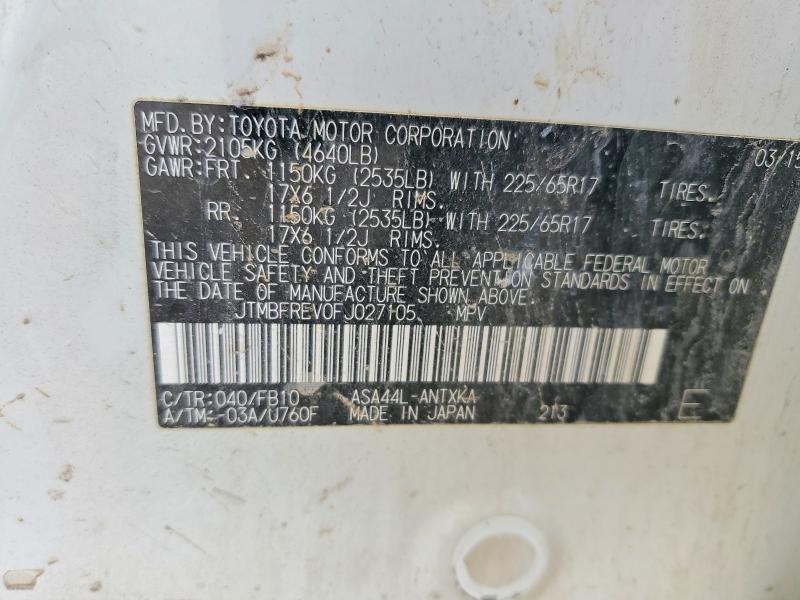 MFD.BY:TOYOTA MOTOR CORPORATION 03/15
GVWR:2105KG (4640LB)
GAWR:FRT. 1150KG (2535LB) WITH 225/65R17 TIRES.
17X6 1/2J RIMS.
RR. 1150KG (2535LB) WITH 225/65R17 TIRES.
17X6 1/2J RIMS.
THIS VEHICLE CONFORMS TO ALL APPLICABLE FEDERAL MOTOR
VEHICLE SAFETY AND THEFT PREVENTION STANDARDS IN EFFECT ON
THE DATE OF MANUFACTURE SHOWN ABOVE.
JTMBFREV0FJ027105 MPV
C/TR:040/FB10 ASA44L-ANTXKA
A/TM:-03A/U760F MADE IN JAPAN 213 E